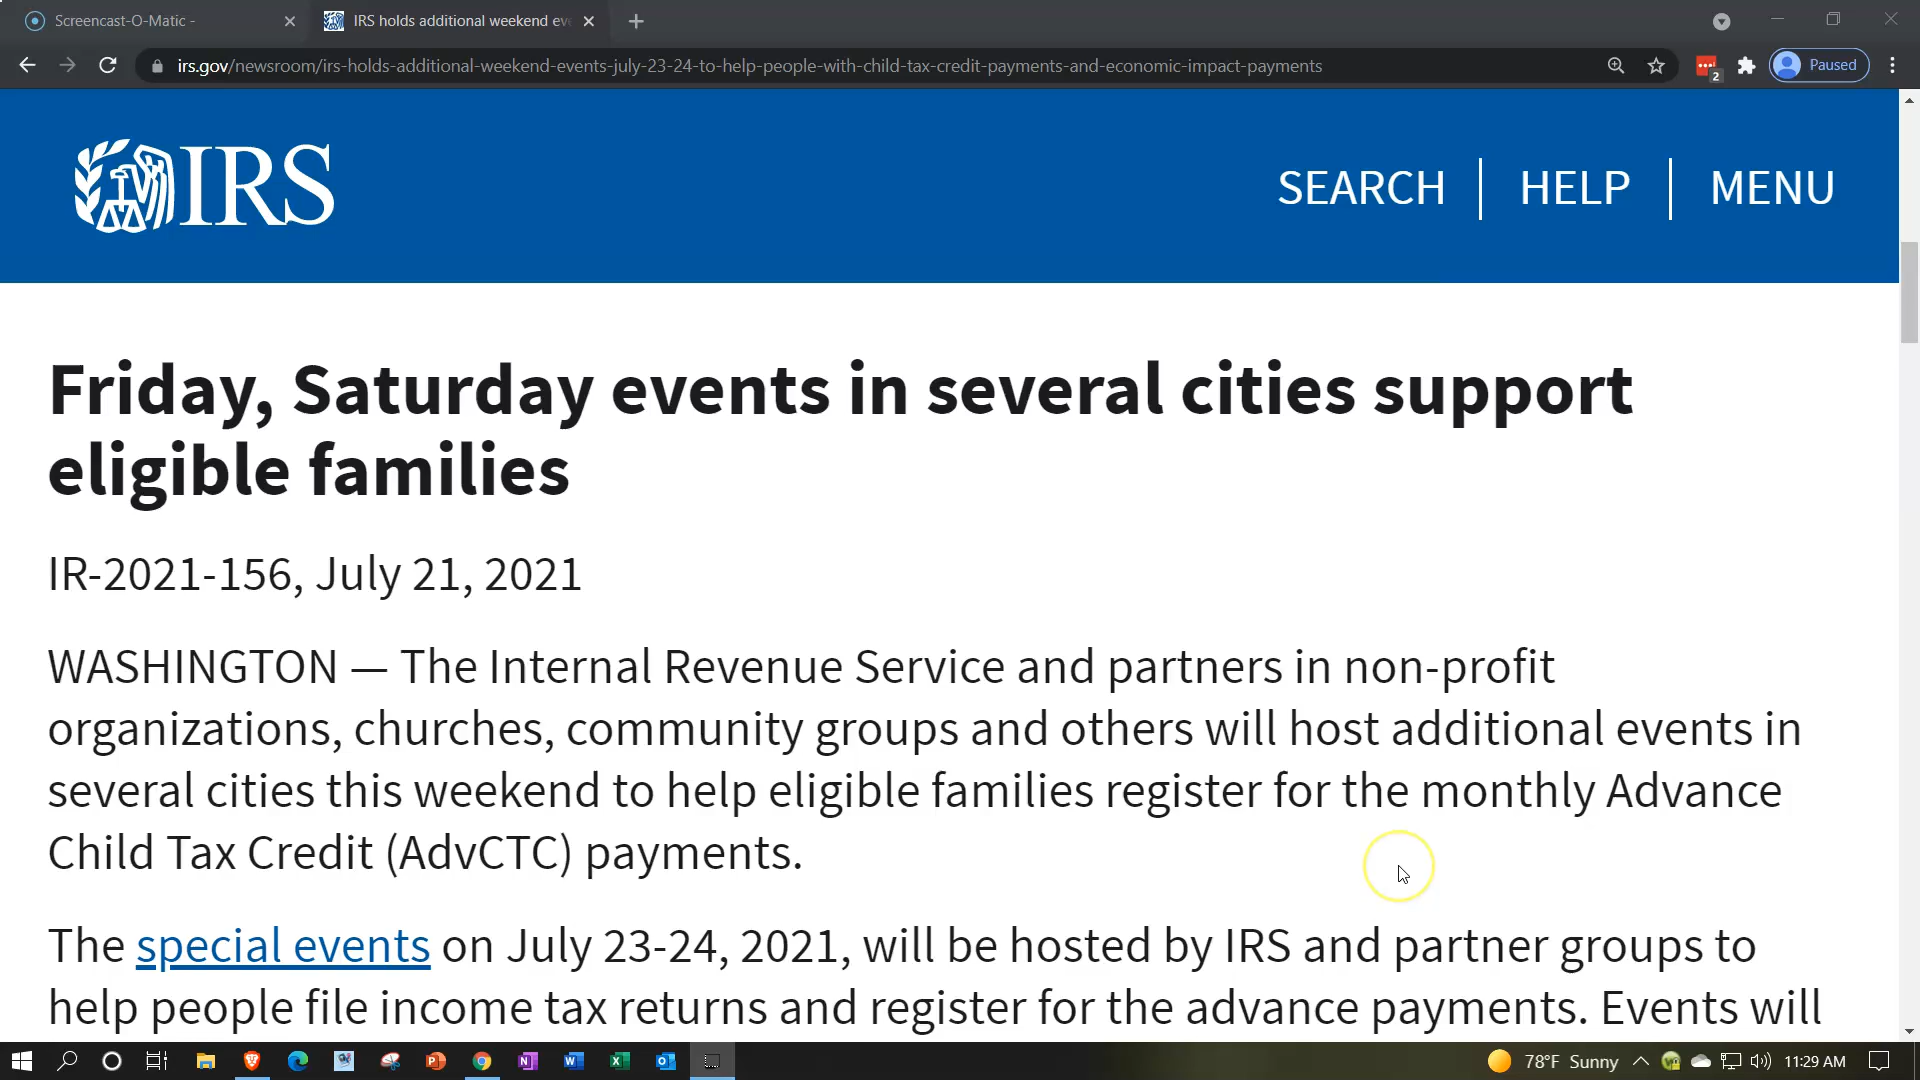 Screencast-O-Matic -
IRS holds additional weekend eve
irs.gov/newsroom/irs-holds-additional-weekend-events-july-23-24-to-help-people-with-child-tax-credit-payments-and-economic-impact-payments
2
Paused
IRS
SEARCH
HELP
MENU
Friday, Saturday events in several cities support
eligible families
IR-2021-156, July 21, 2021
WASHINGTON — The Internal Revenue Service and partners in non-profit
organizations, churches, community groups and others will host additional events in
several cities this weekend to help eligible families register for the monthly Advance
Child Tax Credit (AdvCTC) payments.
The special events on July 23-24, 2021, will be hosted by IRS and partner groups to
help people file income tax returns and register for the advance payments. Events will
78°F Sunny
11:29 AM